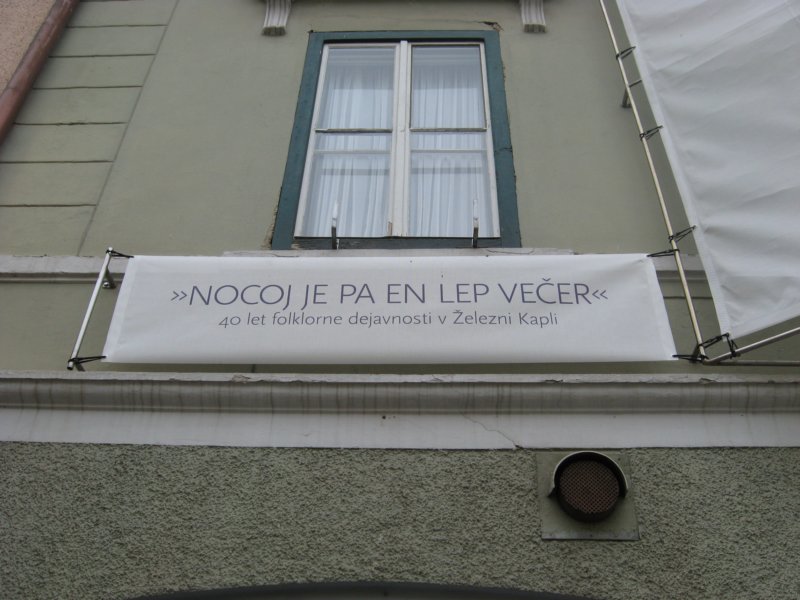 »NOCOJ JE PA EN LEP VEČER«
40 let folklorne dejavnosti v Železni Kapli